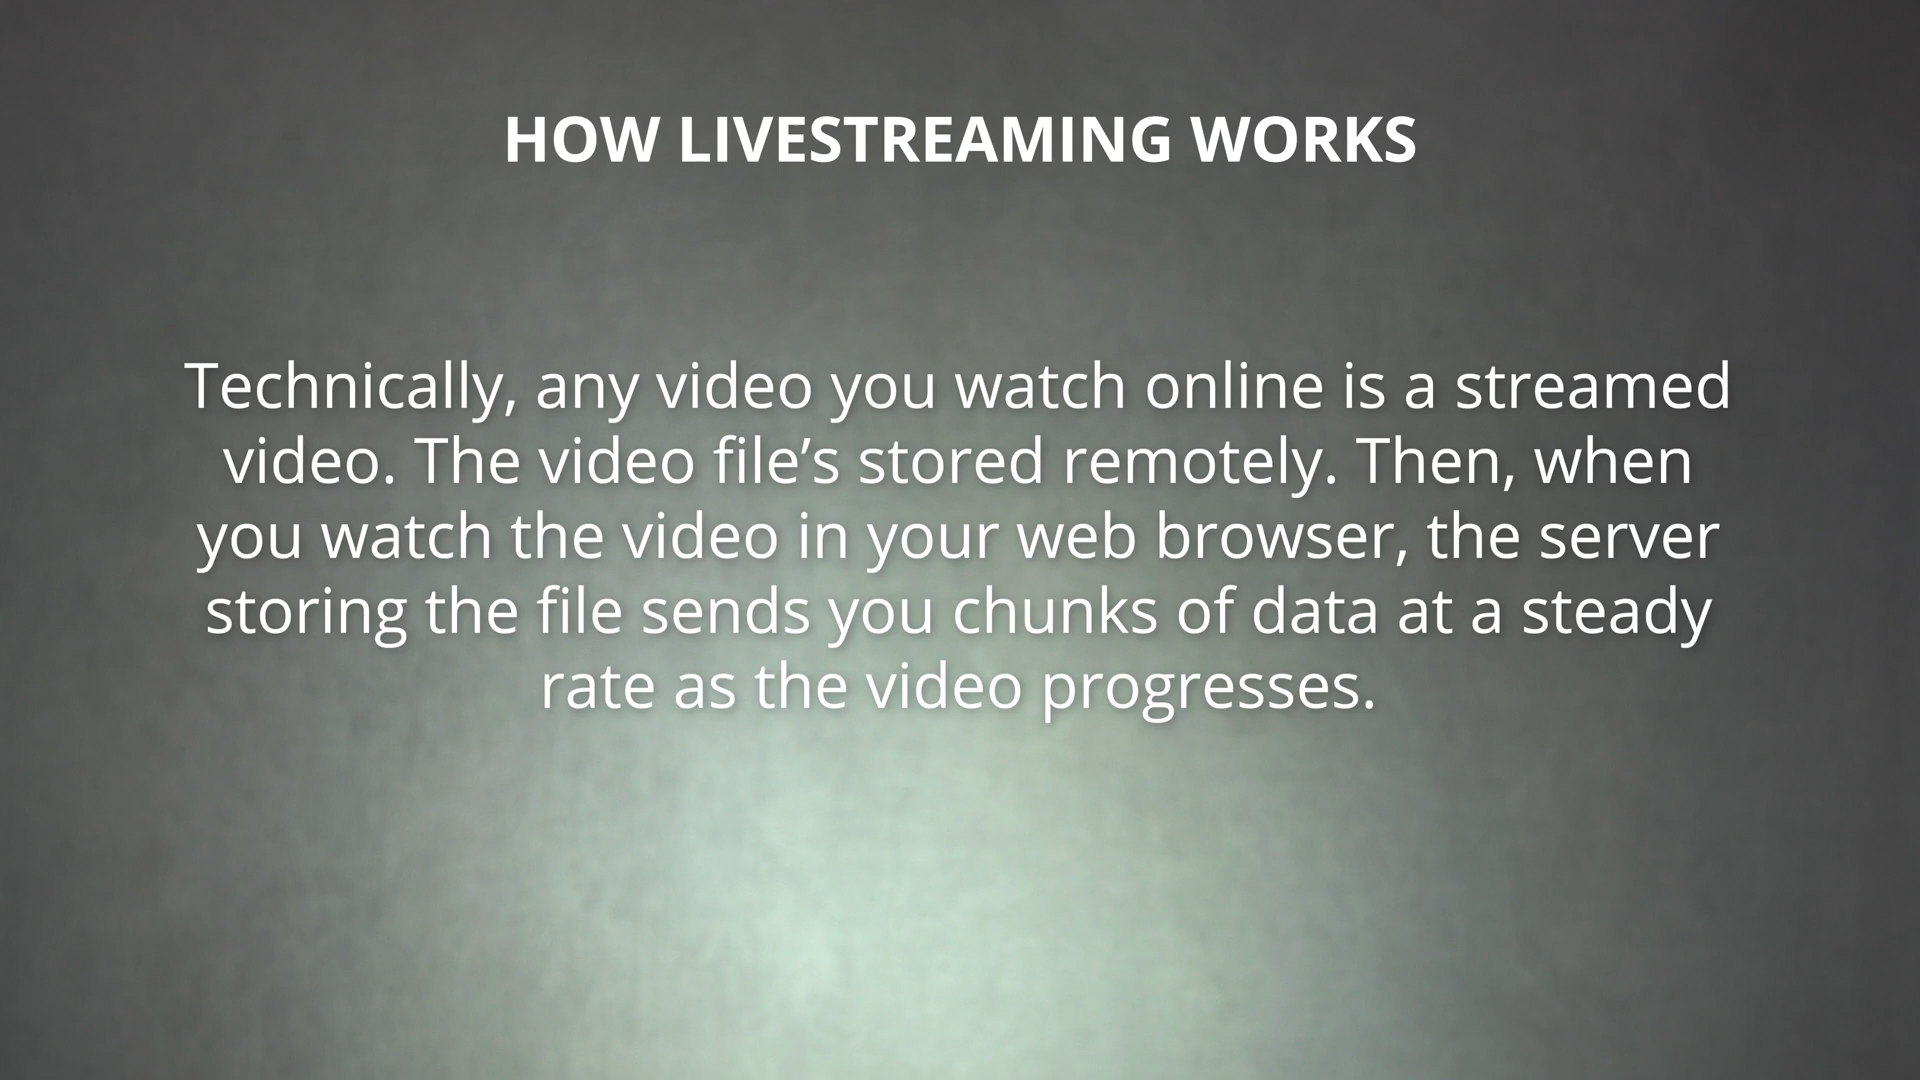 HOW LIVESTREAMING WORKS
Technically, any video you watch online is a streamed
video. The video file’s stored remotely. Then, when
you watch the video in your web browser, the server
storing the file sends you chunks of data at a steady
rate as the video progresses.